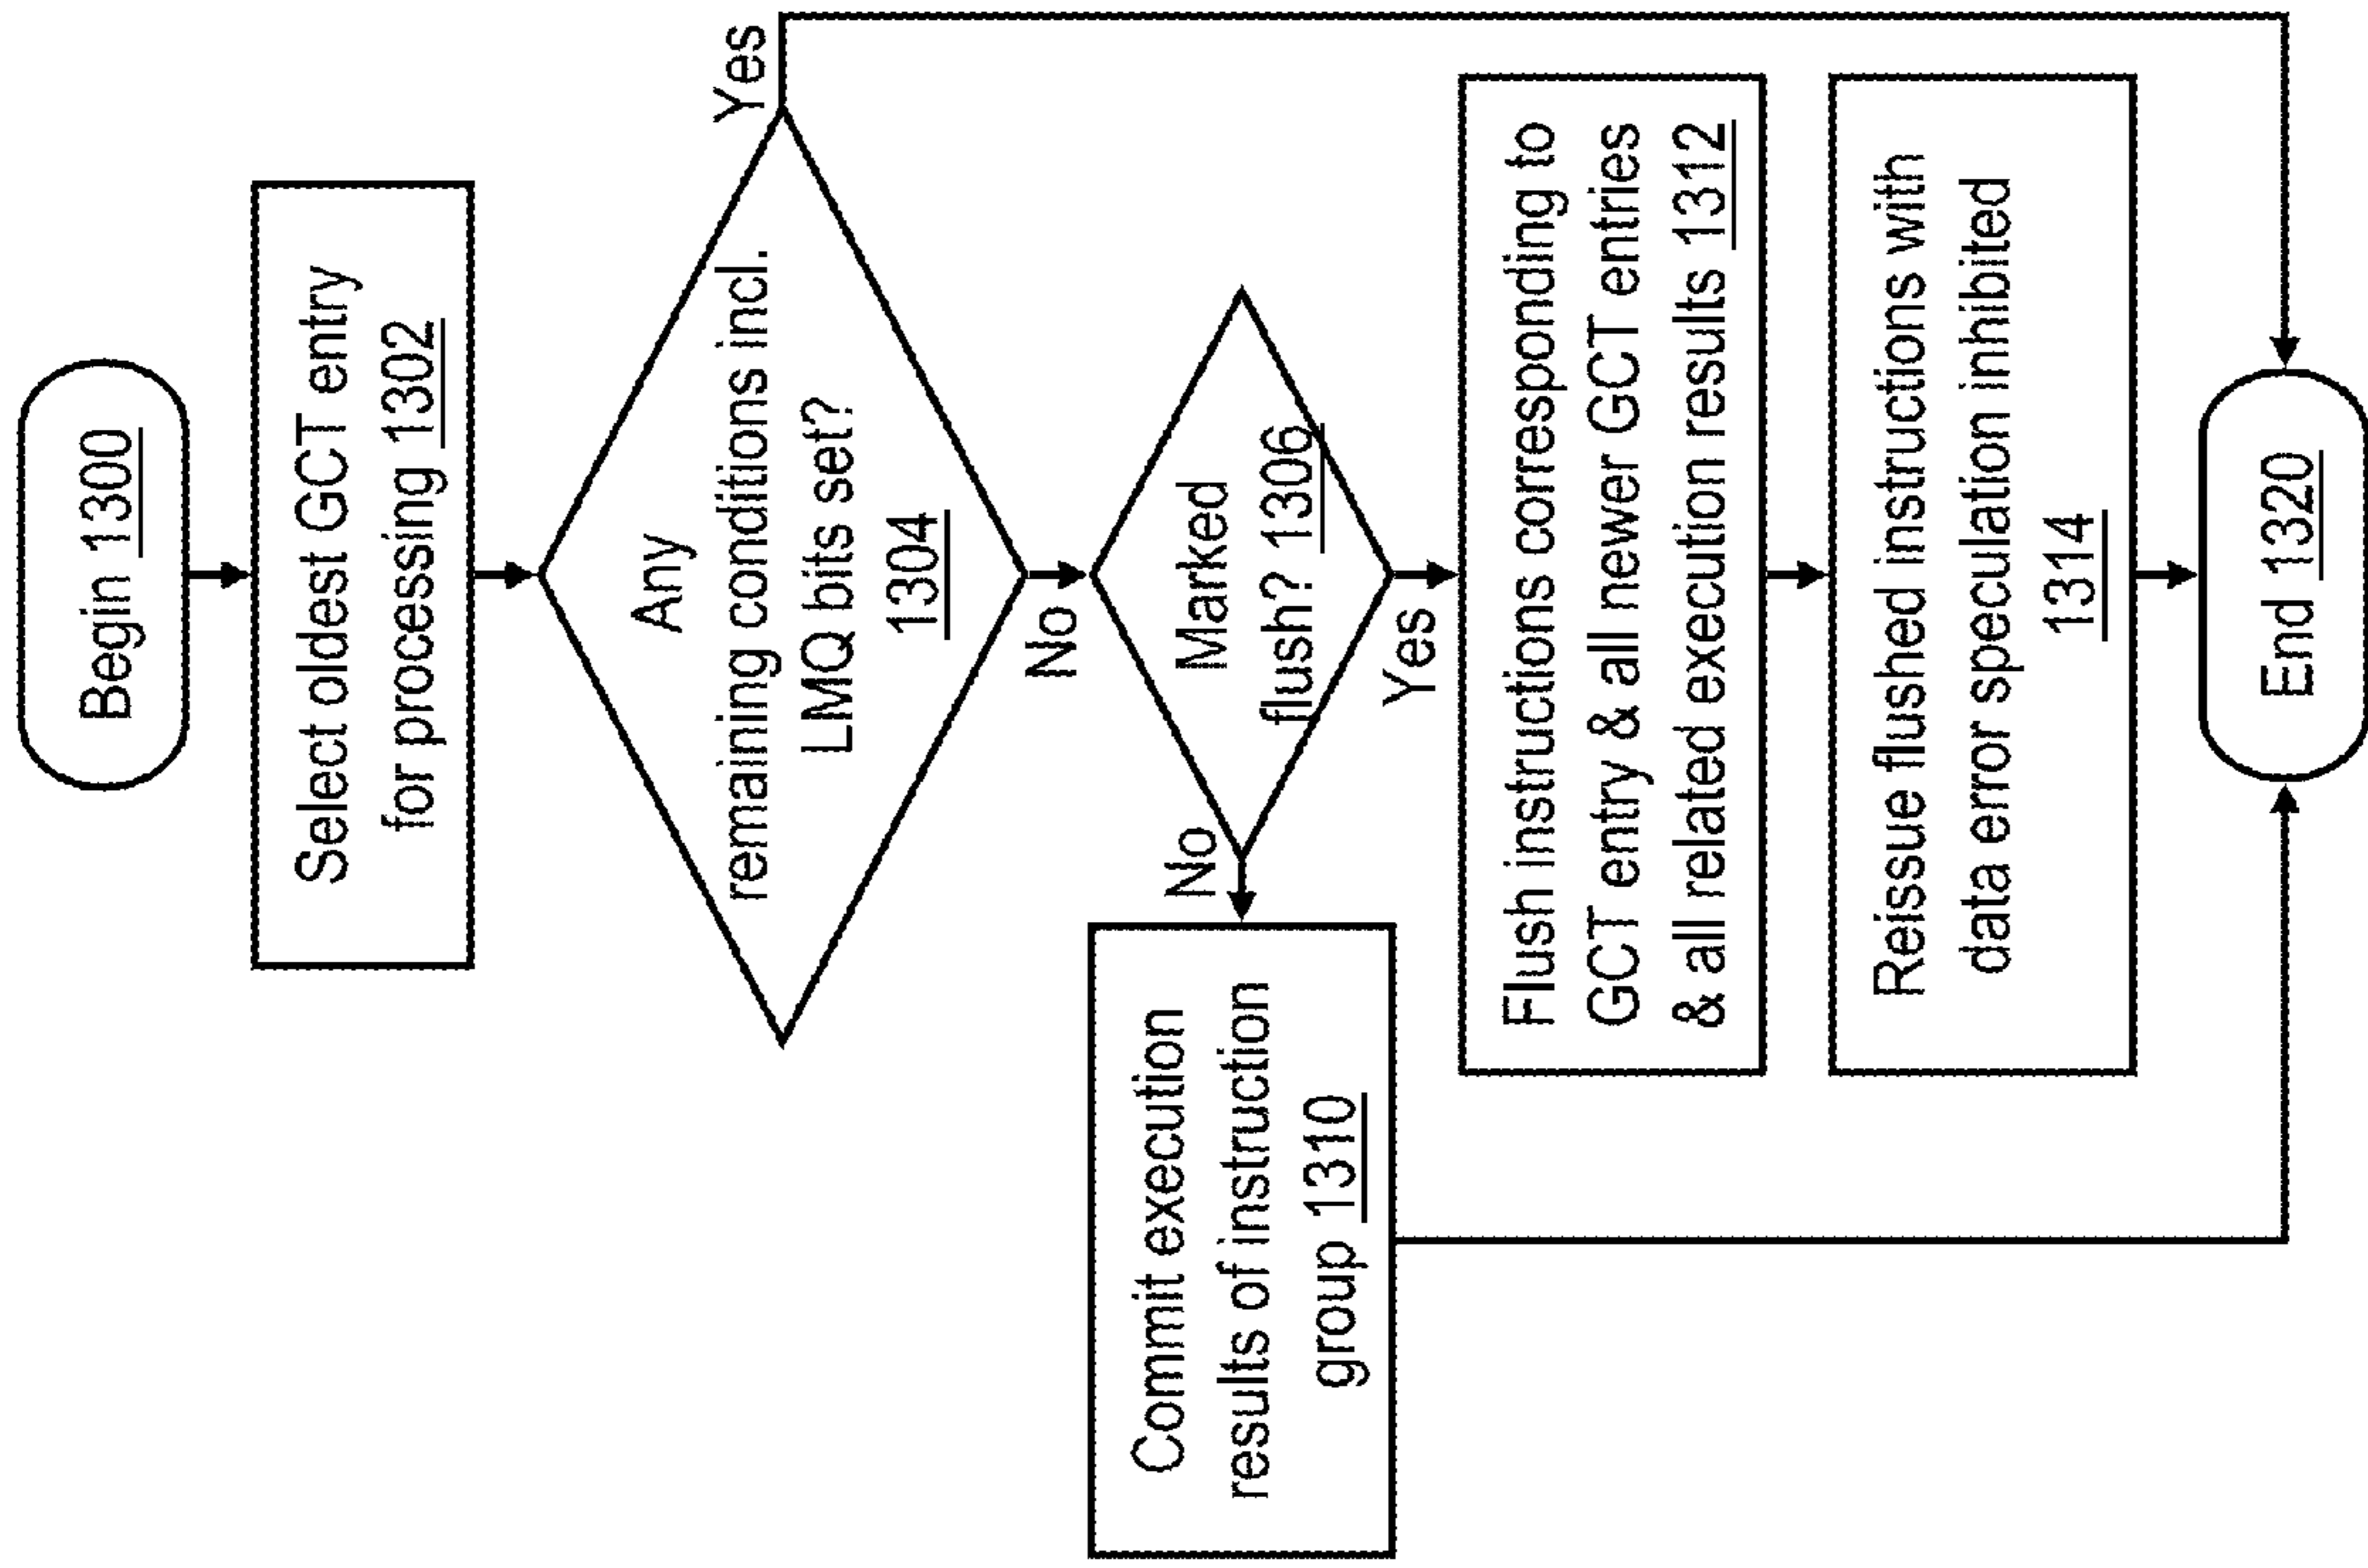 Begin 1300
Select oldest GCT entry
for processing 1302
Any
remaining conditions incl.
LMQ bits set?
1304
Yes
No
Marked
flush? 1306
No
Yes
Commit execution
results of instruction
group 1310
Flush instructions corresponding to
GCT entry & all newer GCT entries
& all related execution results 1312
Reissue flushed instructions with
data error speculation inhibited
1314
End 1320